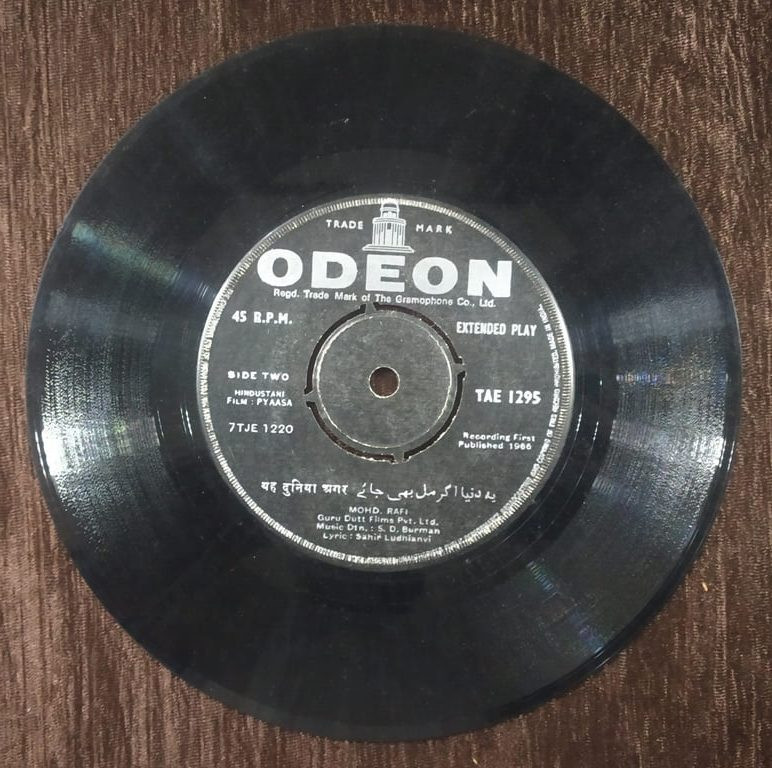 TRADE MARK
ODEON
Regd. Trade Mark of The Gramophone Co., Ltd.
45 R.P.M.
EXTENDED PLAY
SIDE TWO
HINDUSTANI
FILM : PYAASA
TAE 1295
7TJE 1220
Recording First
Published 1966
यह दुनिया अगर یہ دنیا اگر مل بھی جائے
MOHD. RAFI
Guru Dutt Films Pvt. Ltd.
Music Dtn. : S. D. Burman
Lyric : Sahir Ludhianvi